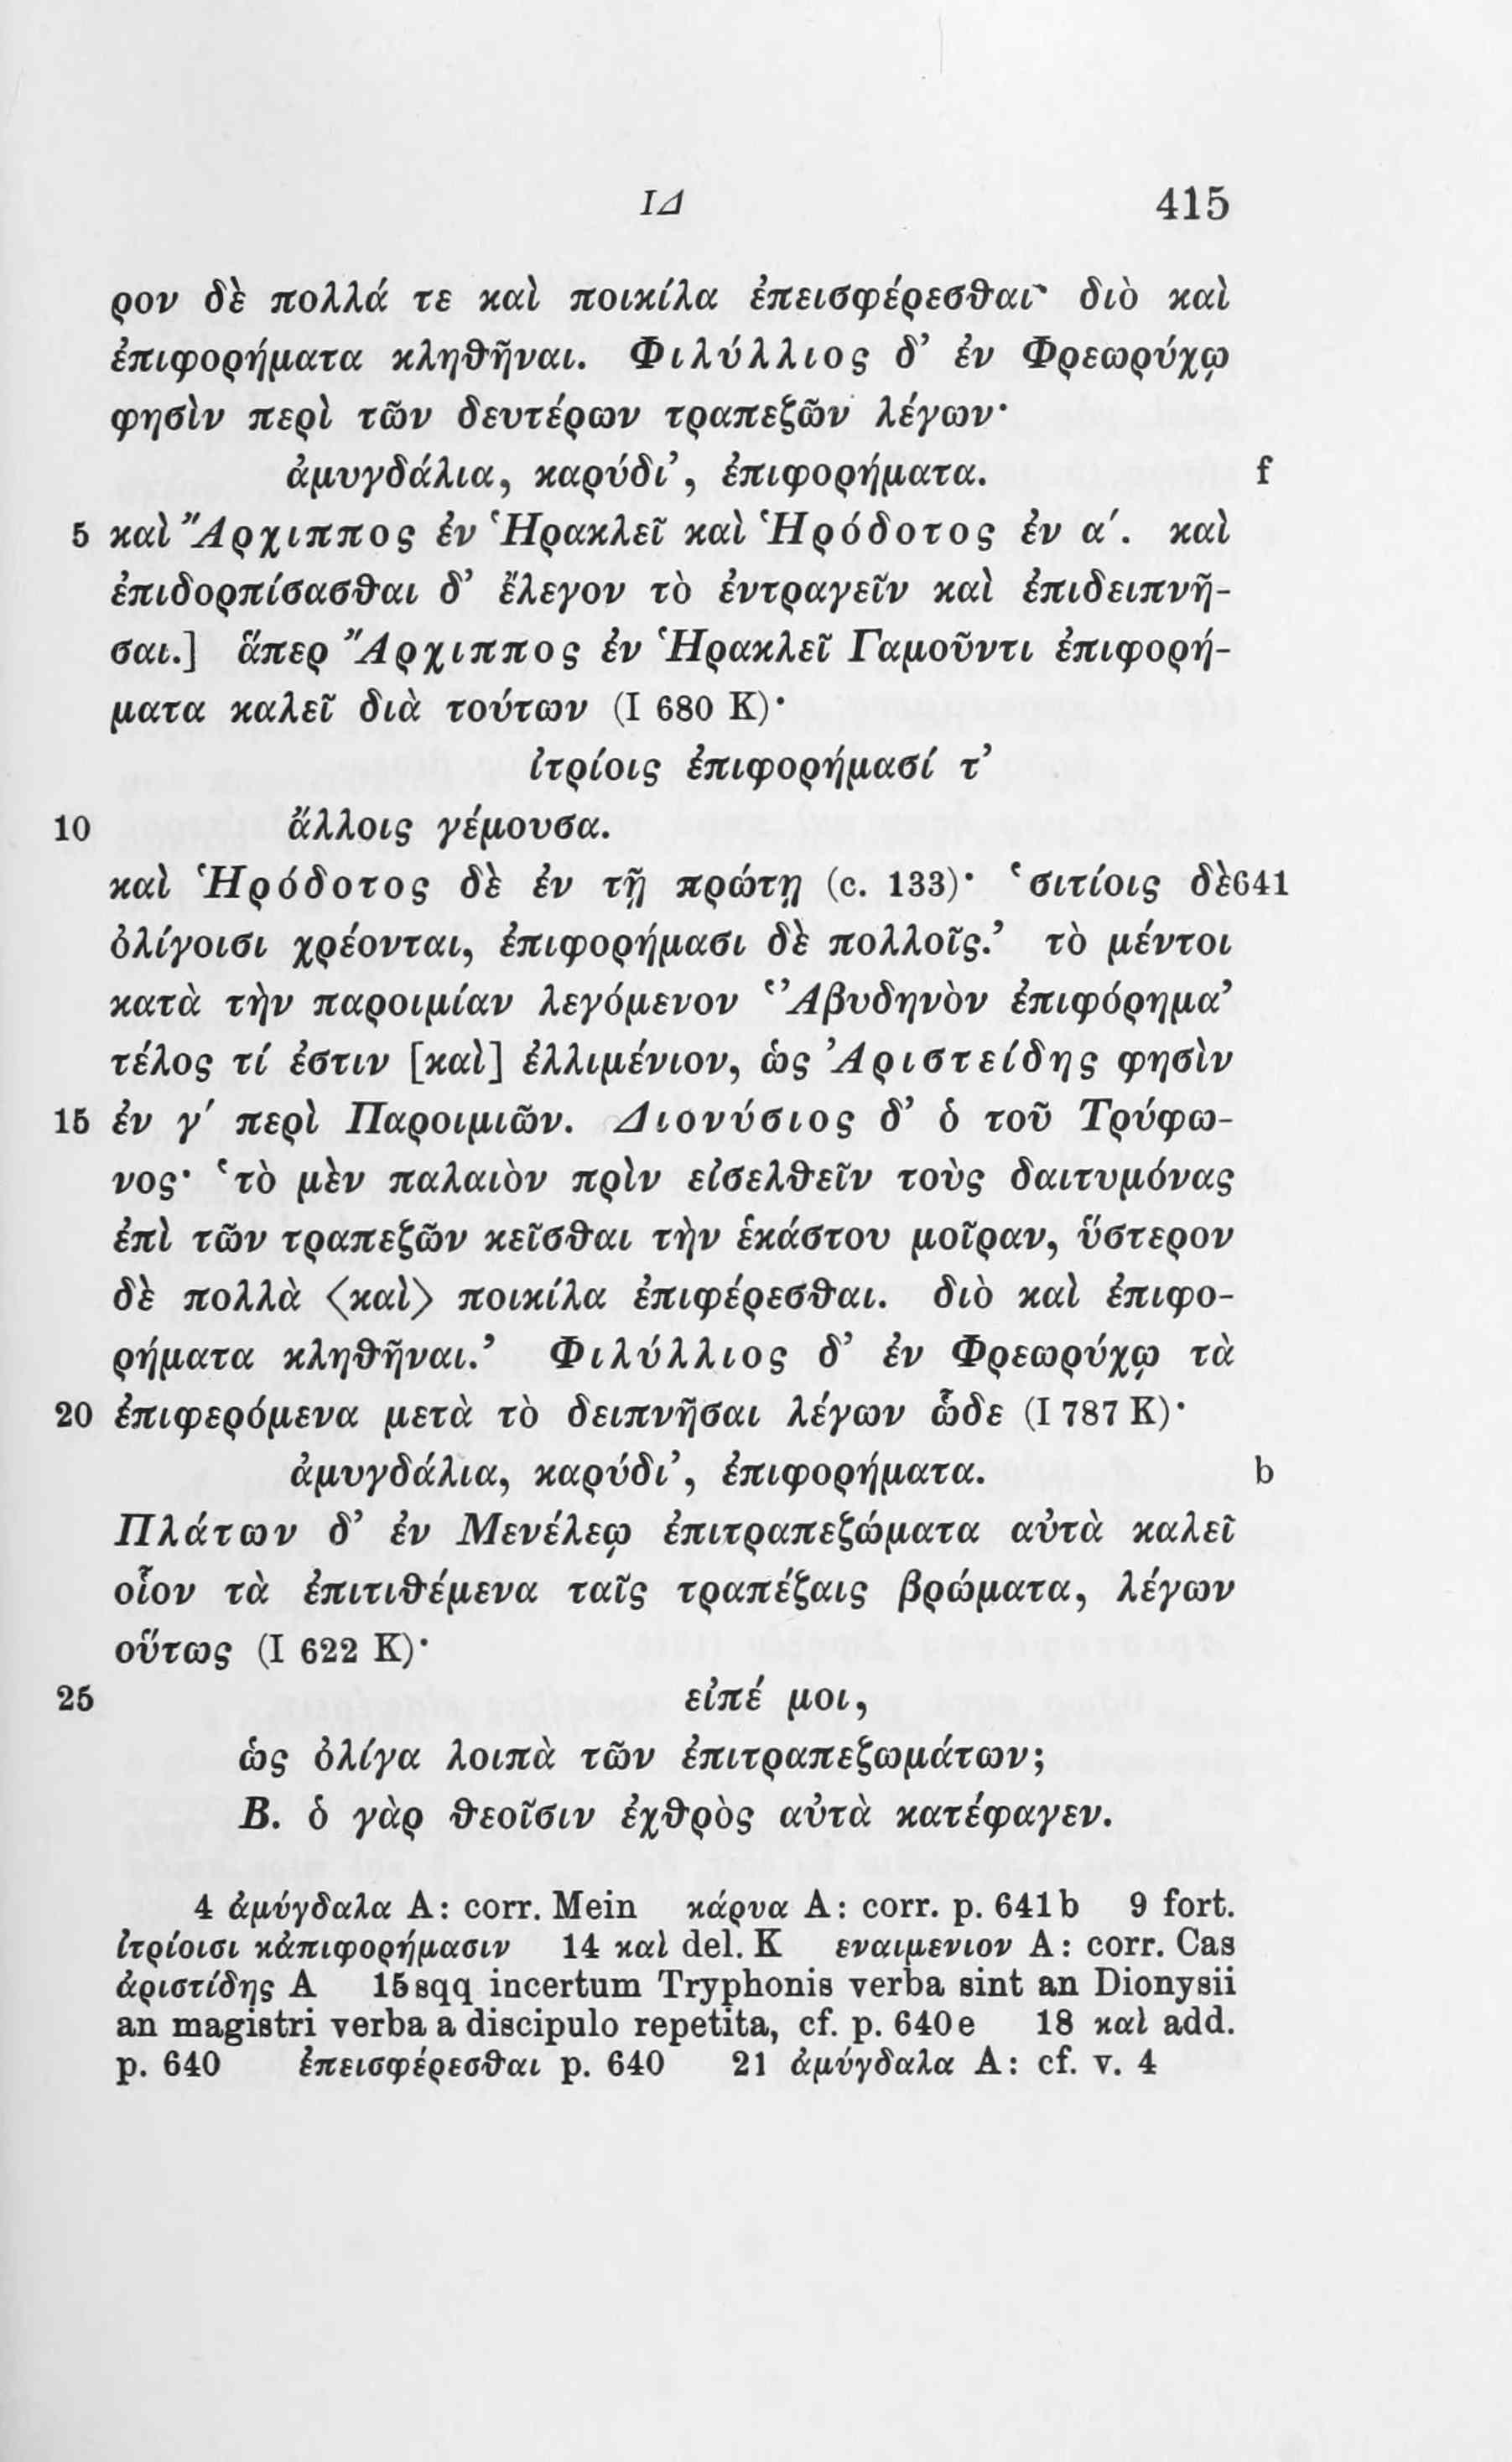 ΙΔ 415
ρον δὲ πολλά τε καὶ ποικίλα ἐπεισφέρεσθαι· διὸ καὶ
ἐπιφορήματα κληθῆναι. Φιλύλλιος δ’ ἐν Φρεωρύχῳ
φησὶν περὶ τῶν δευτέρων τραπεζῶν λέγων·
ἀμυγδάλια, καρύδι’, ἐπιφορήματα. f
5 καὶ Ἄρχιππος ἐν Ἡρακλεῖ καὶ Ἡρόδοτος ἐν α′. καὶ
ἐπιδορπίσασθαι δ’ ἔλεγον τὸ ἐντραγεῖν καὶ ἐπιδειπνῆ-
σαι.] ἅπερ Ἄρχιππος ἐν Ἡρακλεῖ Γαμοῦντι ἐπιφορή-
ματα καλεῖ διὰ τούτων (I 680 K)·
ἰτρίοις ἐπιφορήμασί τ’
10 ἄλλοις γέμουσα.
καὶ Ἡρόδοτος δὲ ἐν τῇ πρώτῃ (c. 133)· ‘σιτίοις δὲ 641
ὀλίγοισι χρέονται, ἐπιφορήμασι δὲ πολλοῖς.’ τὸ μέντοι
κατὰ τὴν παροιμίαν λεγόμενον ‘Ἀβυδηνὸν ἐπιφόρημα’
τέλος τί ἐστιν [καὶ] ἐλλιμένιον, ὡς Ἀριστείδης φησὶν
15 ἐν γ′ περὶ Παροιμιῶν. Διονύσιος δ’ ὁ τοῦ Τρύφω-
νος· ‘τὸ μὲν παλαιὸν πρὶν εἰσελθεῖν τοὺς δαιτυμόνας
ἐπὶ τῶν τραπεζῶν κεῖσθαι τὴν ἑκάστου μοῖραν, ὕστερον
δὲ πολλὰ ⟨καὶ⟩ ποικίλα ἐπιφέρεσθαι. διὸ καὶ ἐπιφο-
ρήματα κληθῆναι.’ Φιλύλλιος δ’ ἐν Φρεωρύχῳ τὰ
20 ἐπιφερόμενα μετὰ τὸ δειπνῆσαι λέγων ὧδε (I 787 K)·
ἀμυγδάλια, καρύδι’, ἐπιφορήματα. b
Πλάτων δ’ ἐν Μενέλεῳ ἐπιτραπεζώματα αὐτὰ καλεῖ
οἷον τὰ ἐπιτιθέμενα ταῖς τραπέζαις βρώματα, λέγων
οὕτως (I 622 K)·
25 εἰπέ μοι,
ὡς ὀλίγα λοιπὰ τῶν ἐπιτραπεζωμάτων;
Β. ὁ γὰρ θεοῖσιν ἐχθρὸς αὐτὰ κατέφαγεν.
4 ἀμύγδαλα A: corr. Mein κάρυα A: corr. p. 641b 9 fort.
ἰτρίοισι κἀπιφορήμασιν 14 καὶ del. K εναιμενιον A: corr. Cas
ἀριστίδης A 15sqq incertum Tryphonis verba sint an Dionysii
an magistri verba a discipulo repetita, cf. p. 640e 18 καὶ add.
p. 640 ἐπεισφέρεσθαι p. 640 21 ἀμύγδαλα A: cf. v. 4